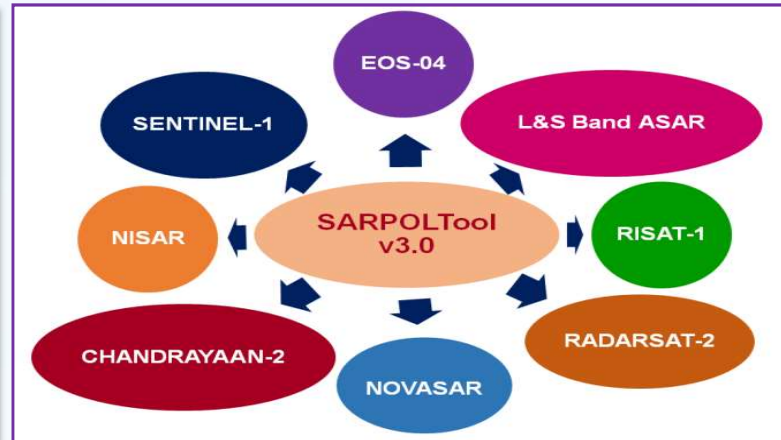 EOS-04
SENTINEL-1
L&S Band ASAR
SARPOLTool
v3.0
NISAR
RISAT-1
CHANDRAYAAN-2
RADARSAT-2
NOVASAR